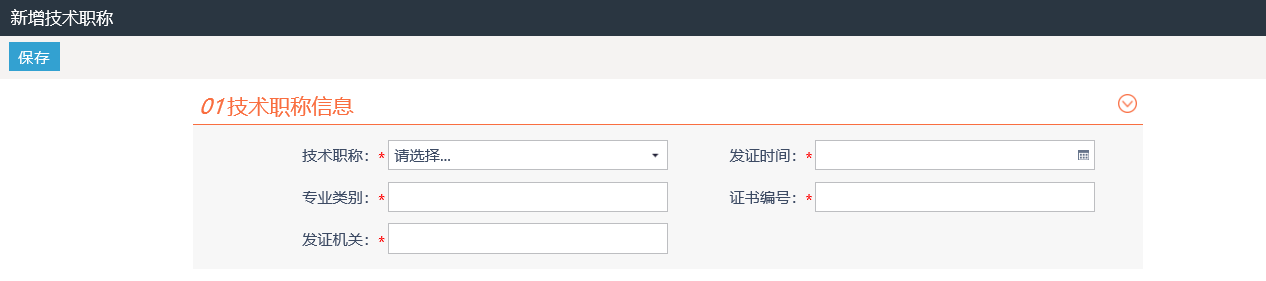 新增技术职称
保存
01技术职称信息
技术职称：* 请选择... 发证时间：*
专业类别：* 证书编号：*
发证机关：*